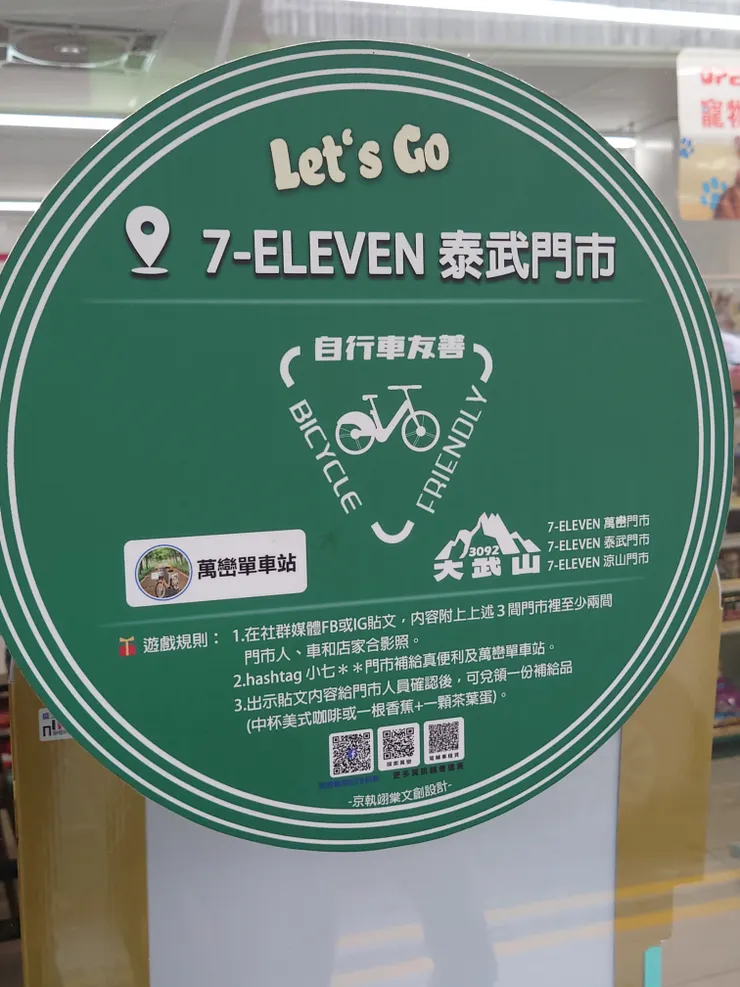 Let's Go
7-ELEVEN 泰武門市
自行車友善
BICYCLE
FRIENDLY
萬巒單車站
3092
大武山
7-ELEVEN 萬巒門市
7-ELEVEN 泰武門市
7-ELEVEN 涼山門市
遊戲規則：
1.在社群媒體FB或IG貼文，內容附上上述3間門市裡至少兩間
門市人、車和店家合影照。
2.hashtag 小七＊＊門市補給真便利及萬巒單車站。
3.出示貼文內容給門市人員確認後，可兌領一份補給品
(中杯美式咖啡或一根香蕉+一顆茶葉蛋)。
-京執翊棠文創設計-
寵物